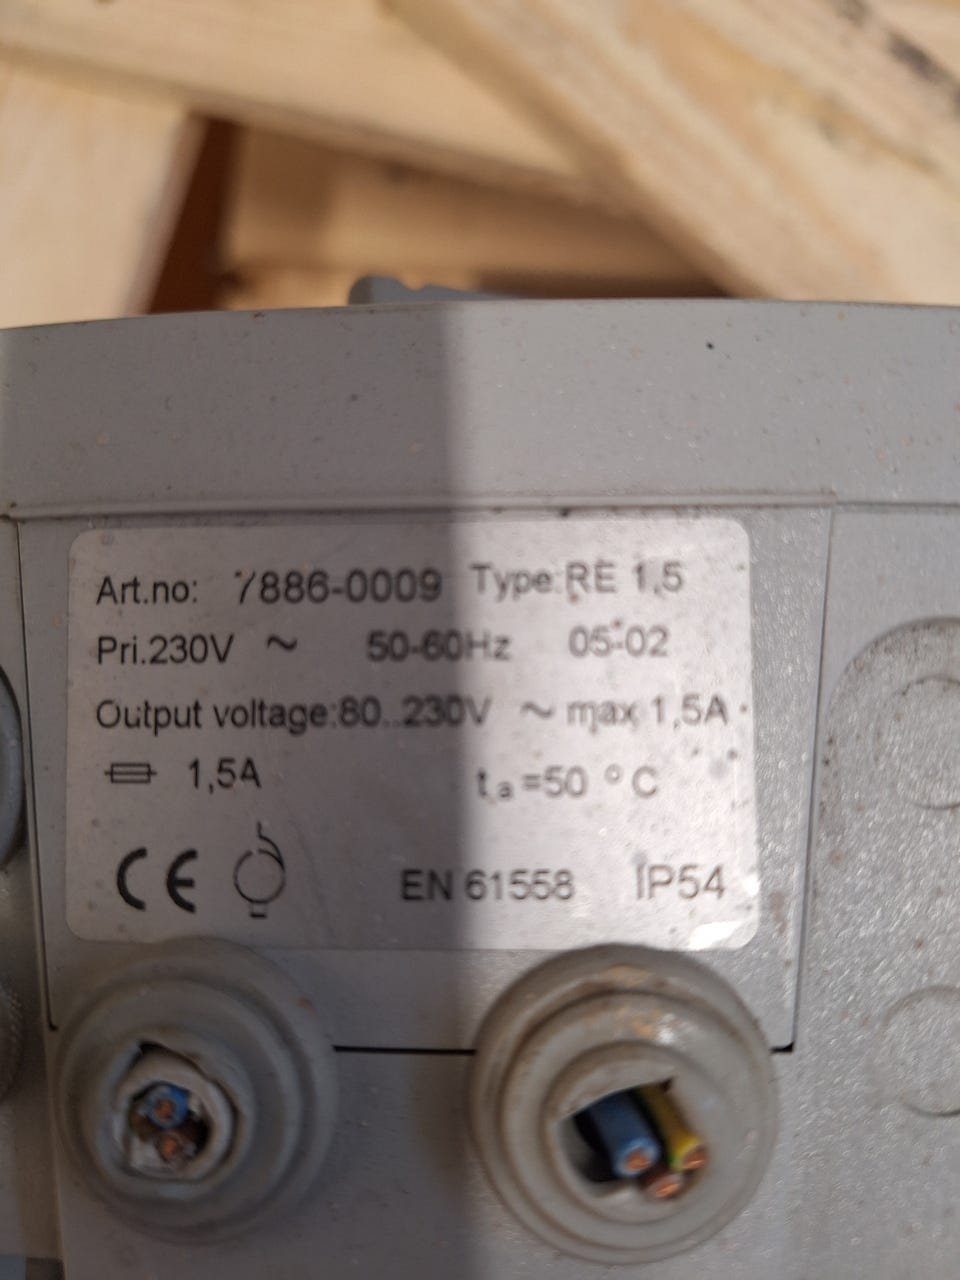 Art.no: 7886-0009 Type:RE 1,5
Pri.230V ~ 50-60Hz 05-02
Output voltage:80..230V ~ max 1,5A
1,5A ta=50 °C
CE EN 61558 IP54